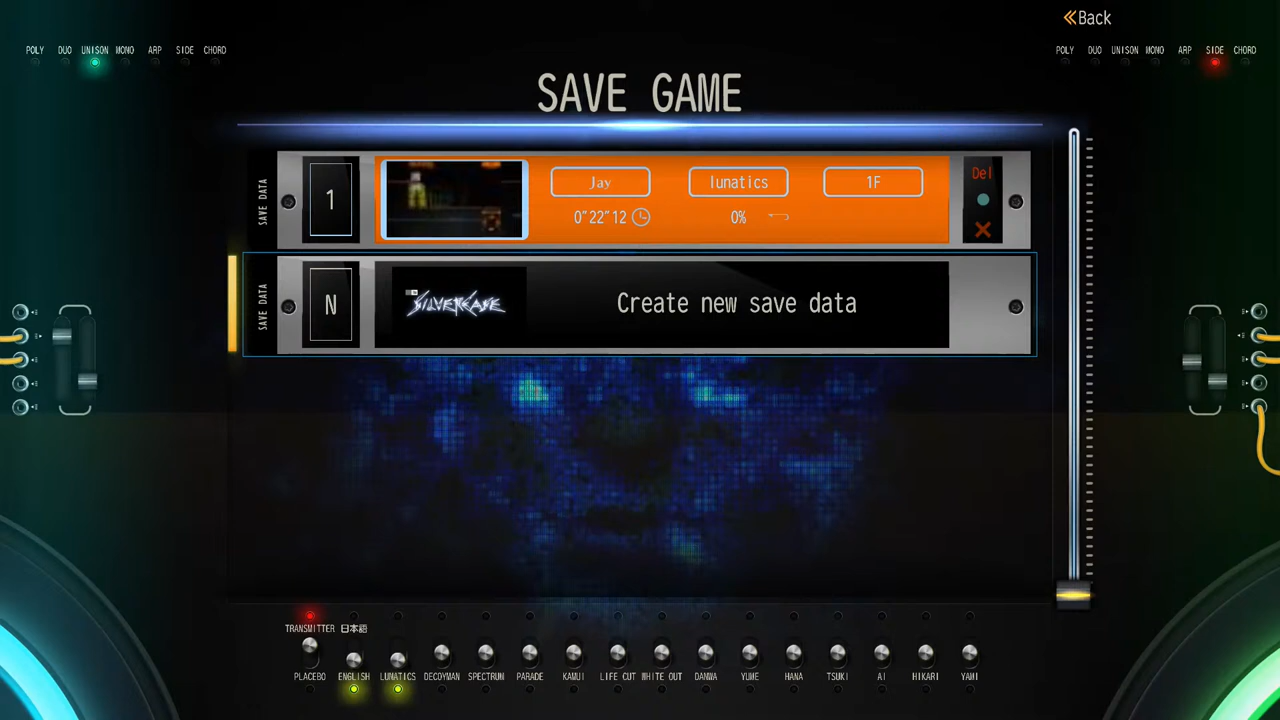 Back
POLY DUO UNISON MONO ARP SIDE CHORD
POLY DUO UNISON MONO ARP SIDE CHORD
SAVE GAME
SAVE DATA
1
Jay lunatics 1F
0"22"12 0%
Del
SAVE DATA
N
SILVERCASE
Create new save data
TRANSMITTER 日本語
PLACEBO ENGLISH LUNATICS DECOYMAN SPECTRUM PARADE KAMUI LIFE CUT WHITE OUT DANWA YUME HANA TSUKI AI HIKARI YAMI